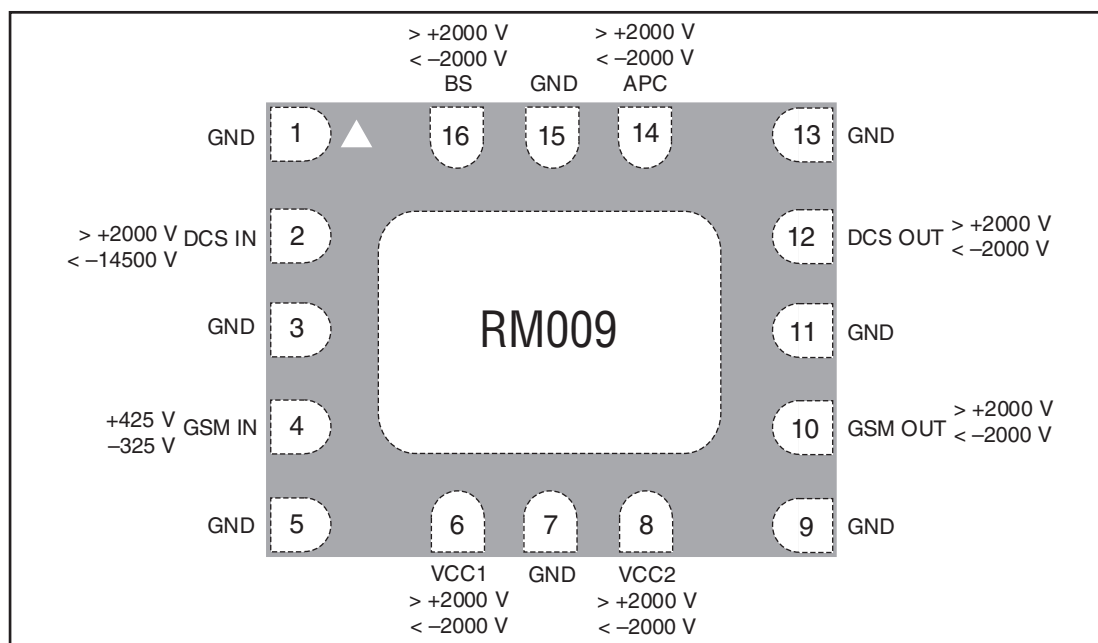 > +2000 V
< –2000 V
BS
GND
> +2000 V
< –2000 V
APC
GND
1
16
15
14
13
GND
> +2000 V
< –14500 V
DCS IN
2
12
DCS OUT
> +2000 V
< –2000 V
GND
3
RM009
11
GND
+425 V
–325 V
GSM IN
4
10
GSM OUT
> +2000 V
< –2000 V
GND
5
6
7
8
9
GND
VCC1
> +2000 V
< –2000 V
GND
VCC2
> +2000 V
< –2000 V